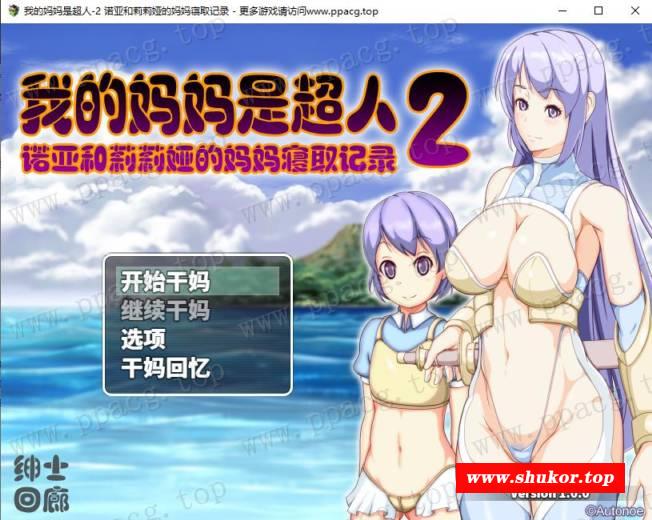 我的妈妈是超人-2 诺亚和莉莉娅的妈妈寝取记录 - 更多游戏请访问www.ppacg.top
我的妈妈是超人2
诺亚和莉莉娅的妈妈寝取记录
开始干妈
继续干妈
选项
干妈回忆
绅士
回廊
www.shukor.top
Version 1.0.0
©Autonoe
www.ppacg.top